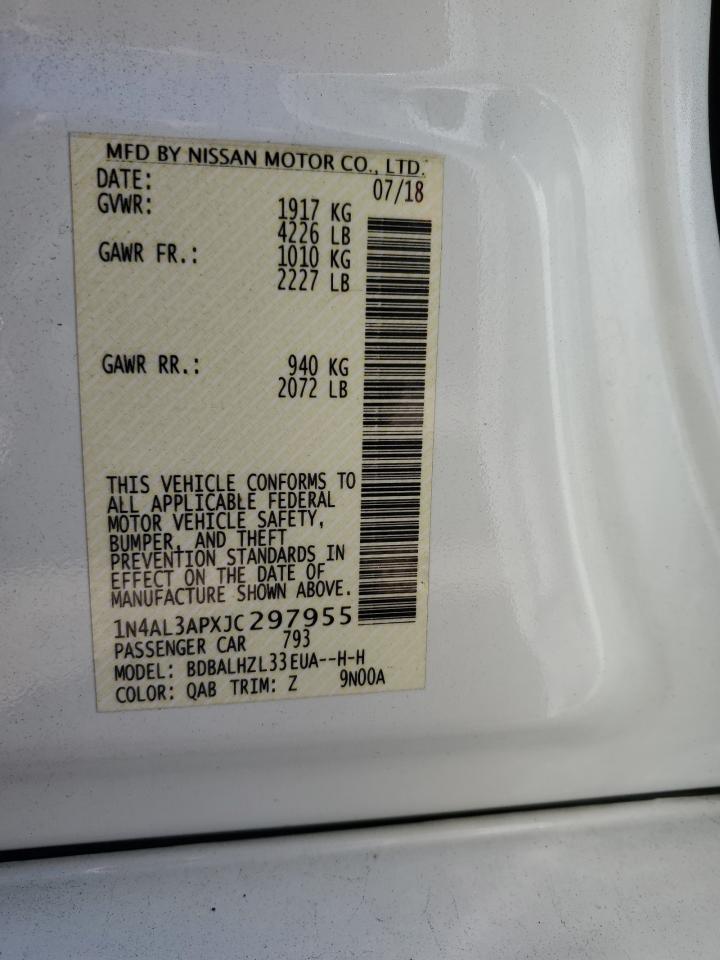 MFD BY NISSAN MOTOR CO., LTD.
DATE: 07/18
GVWR: 1917 KG
4226 LB
GAWR FR.: 1010 KG
2227 LB
GAWR RR.: 940 KG
2072 LB
THIS VEHICLE CONFORMS TO
ALL APPLICABLE FEDERAL
MOTOR VEHICLE SAFETY,
BUMPER, AND THEFT
PREVENTION STANDARDS IN
EFFECT ON THE DATE OF
MANUFACTURE SHOWN ABOVE.
1N4AL3APXJC297955
PASSENGER CAR 793
MODEL: BDBALHZL33EUA--H-H
COLOR: QAB TRIM: Z 9N00A